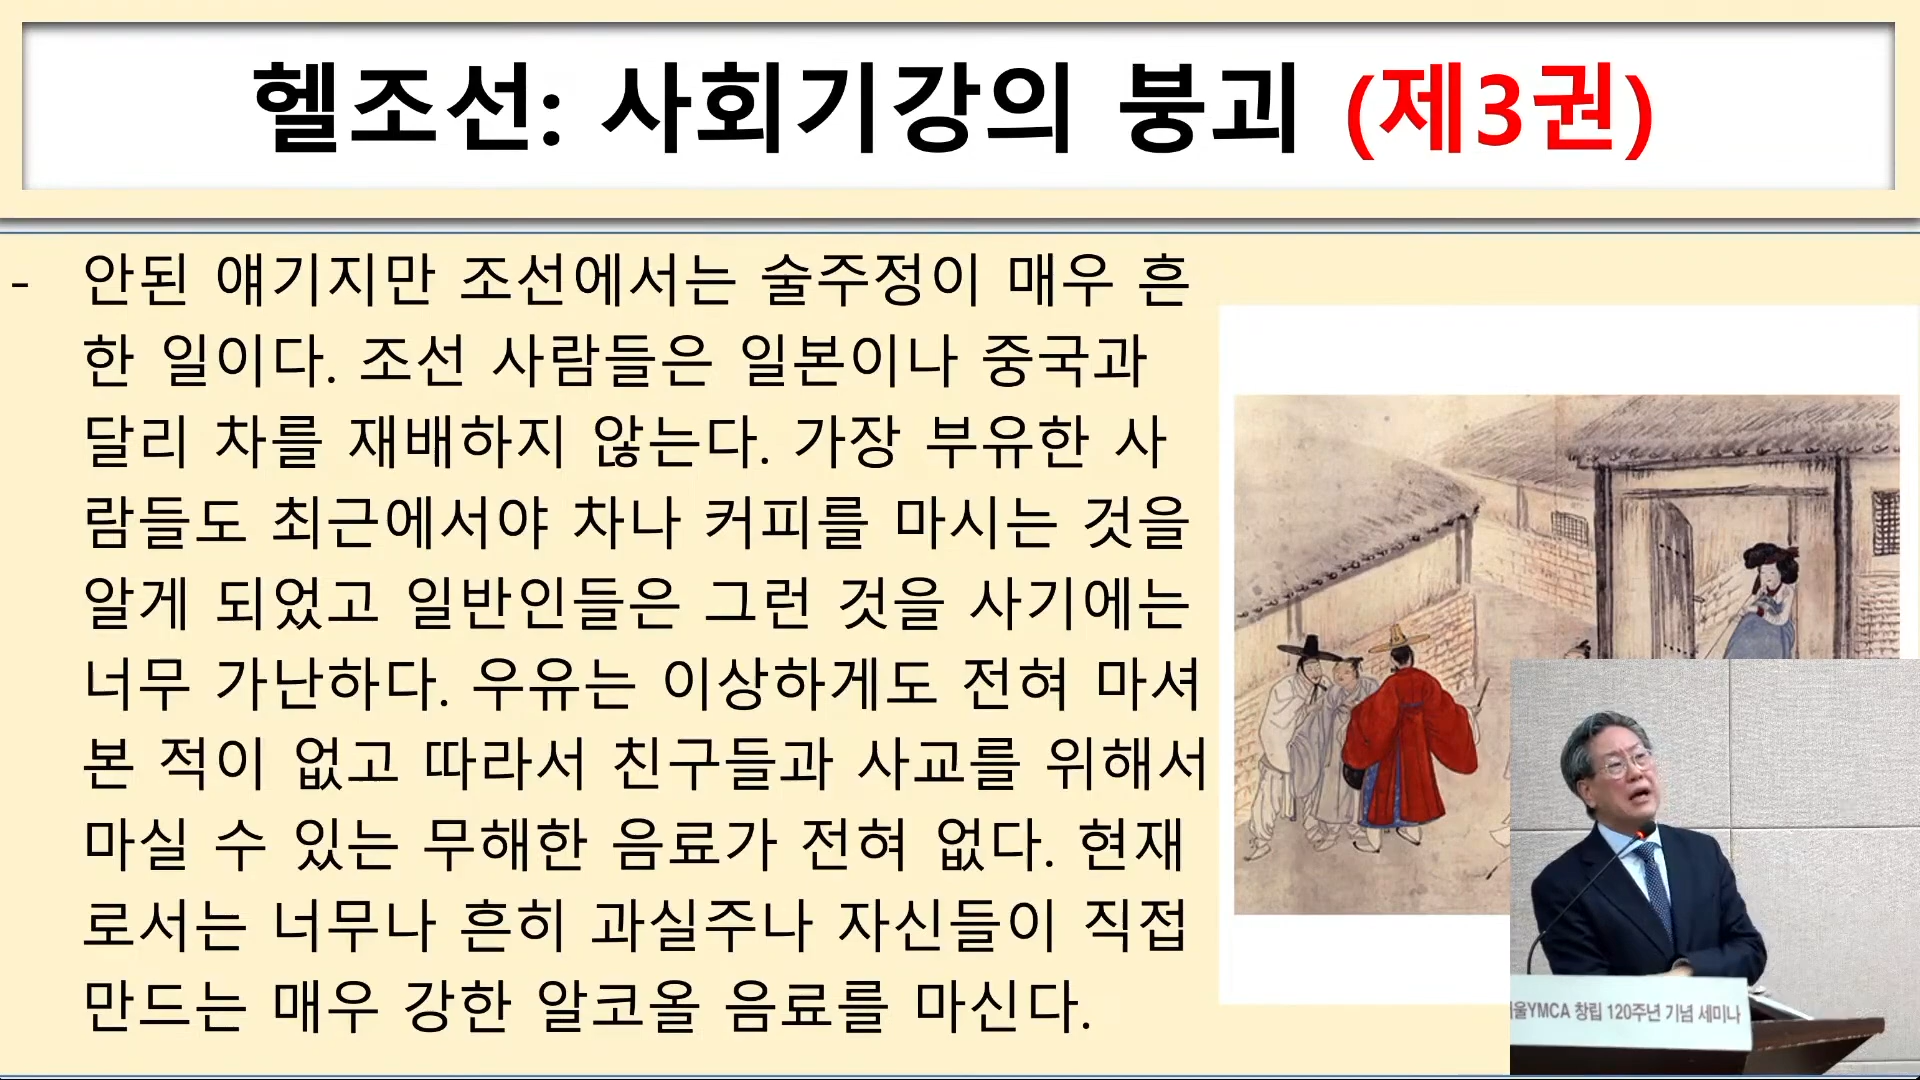 헬조선: 사회기강의 붕괴 (제3권)
- 안된 얘기지만 조선에서는 술주정이 매우 흔
한 일이다. 조선 사람들은 일본이나 중국과
달리 차를 재배하지 않는다. 가장 부유한 사
람들도 최근에서야 차나 커피를 마시는 것을
알게 되었고 일반인들은 그런 것을 사기에는
너무 가난하다. 우유는 이상하게도 전혀 마셔
본 적이 없고 따라서 친구들과 사교를 위해서
마실 수 있는 무해한 음료가 전혀 없다. 현재
로서는 너무나 흔히 과실주나 자신들이 직접
만드는 매우 강한 알코올 음료를 마신다.
울YMCA 창립 120주년 기념 세미나